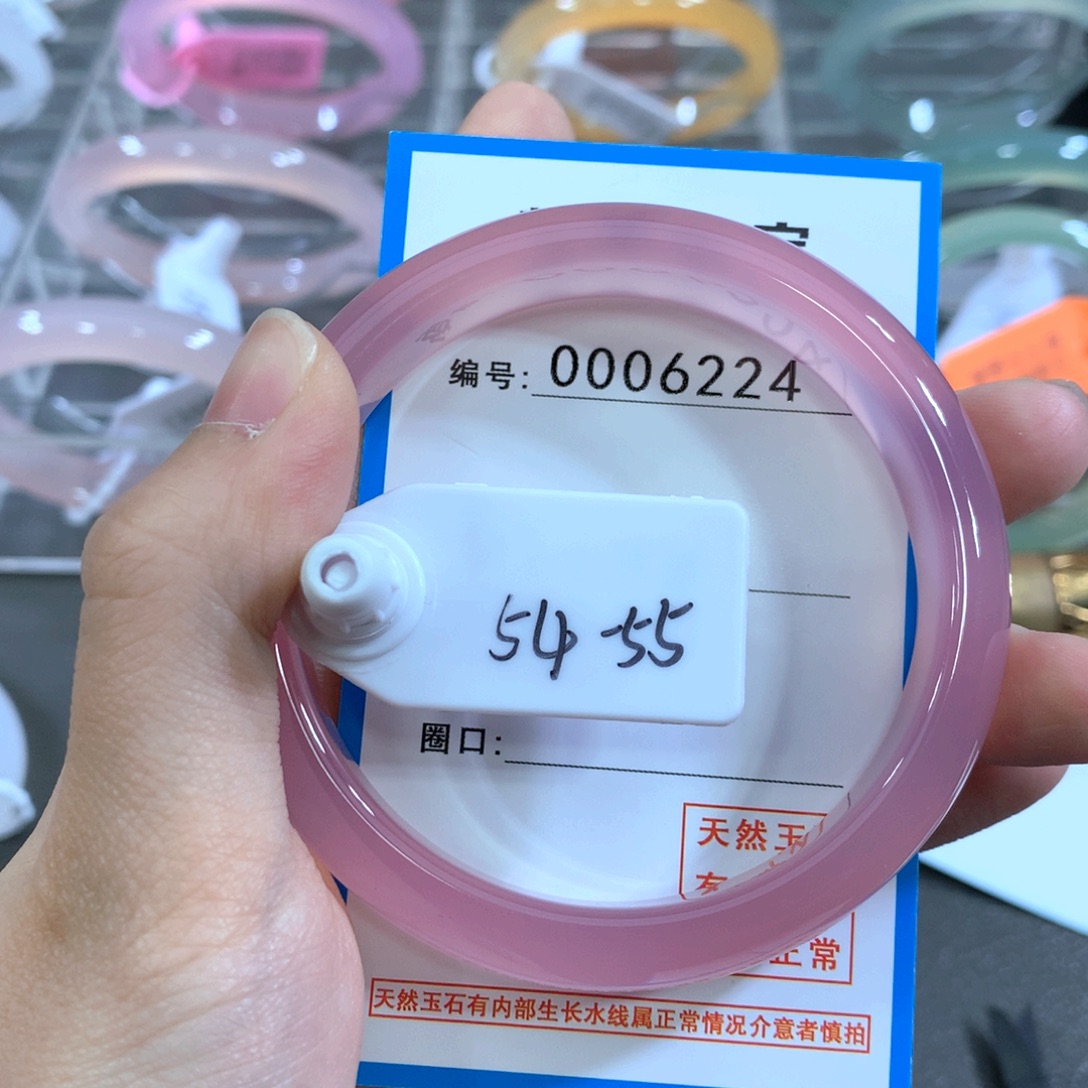 编号: 0006224
54-55
圈口:
天然玉
有
正常
天然玉石有内部生长水线属正常情况介意者慎拍